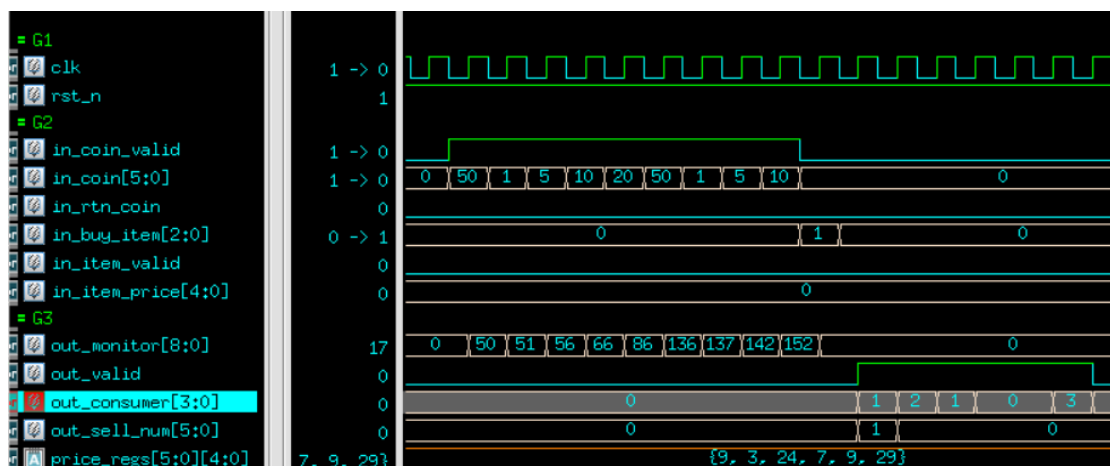 = G1
clk 1 -> 0
rst_n 1
= G2
in_coin_valid 1 -> 0
in_coin[5:0] 1 -> 0 0 50 1 5 10 20 50 1 5 10 0
in_rtn_coin 0
in_buy_item[2:0] 0 -> 1 0 1 0
in_item_valid 0
in_item_price[4:0] 0 0
= G3
out_monitor[8:0] 17 0 50 51 56 66 86 136 137 142 152 0
out_valid 0
out_consumer[3:0] 0 0 1 2 1 0 3
out_sell_num[5:0] 0 0 1 0
price_regs[5:0][4:0] 7, 9, 29} {9, 3, 24, 7, 9, 29}